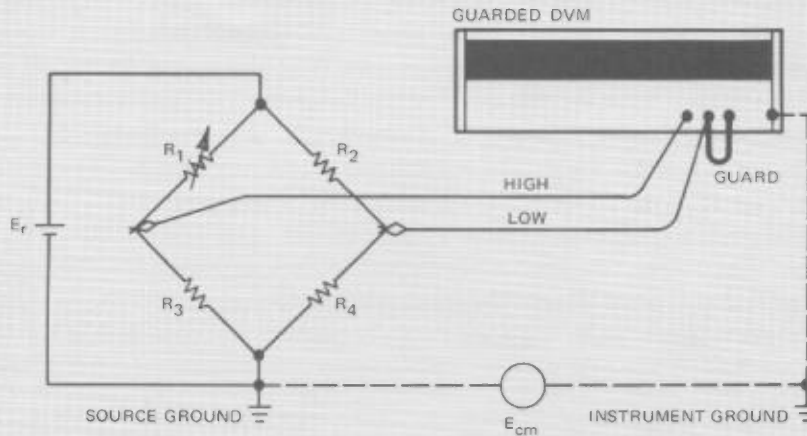 GUARDED DVM
R1
R2
HIGH
GUARD
Er
LOW
R3
R4
SOURCE GROUND
Ecm
INSTRUMENT GROUND